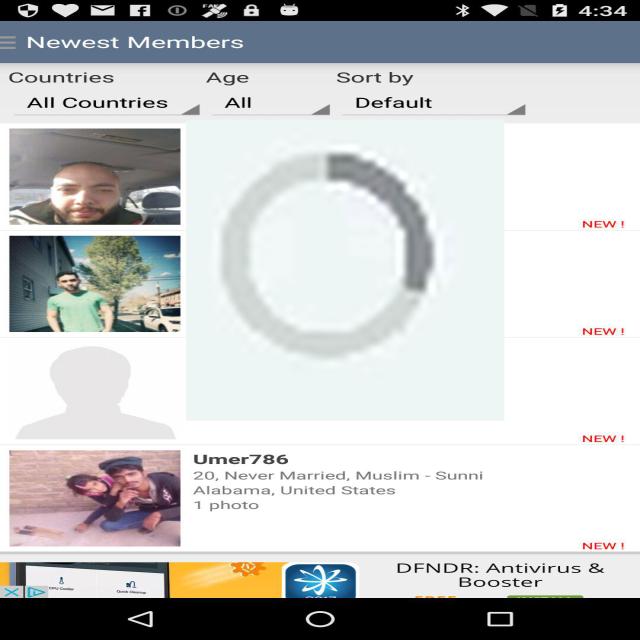 4:34
Newest Members
Countries
Age
Sort by
All Countries
All
Default
NEW !
NEW !
NEW !
Umer786
20, Never Married, Muslim - Sunni
Alabama, United States
1 photo
NEW !
DFNDR: Antivirus &
Booster